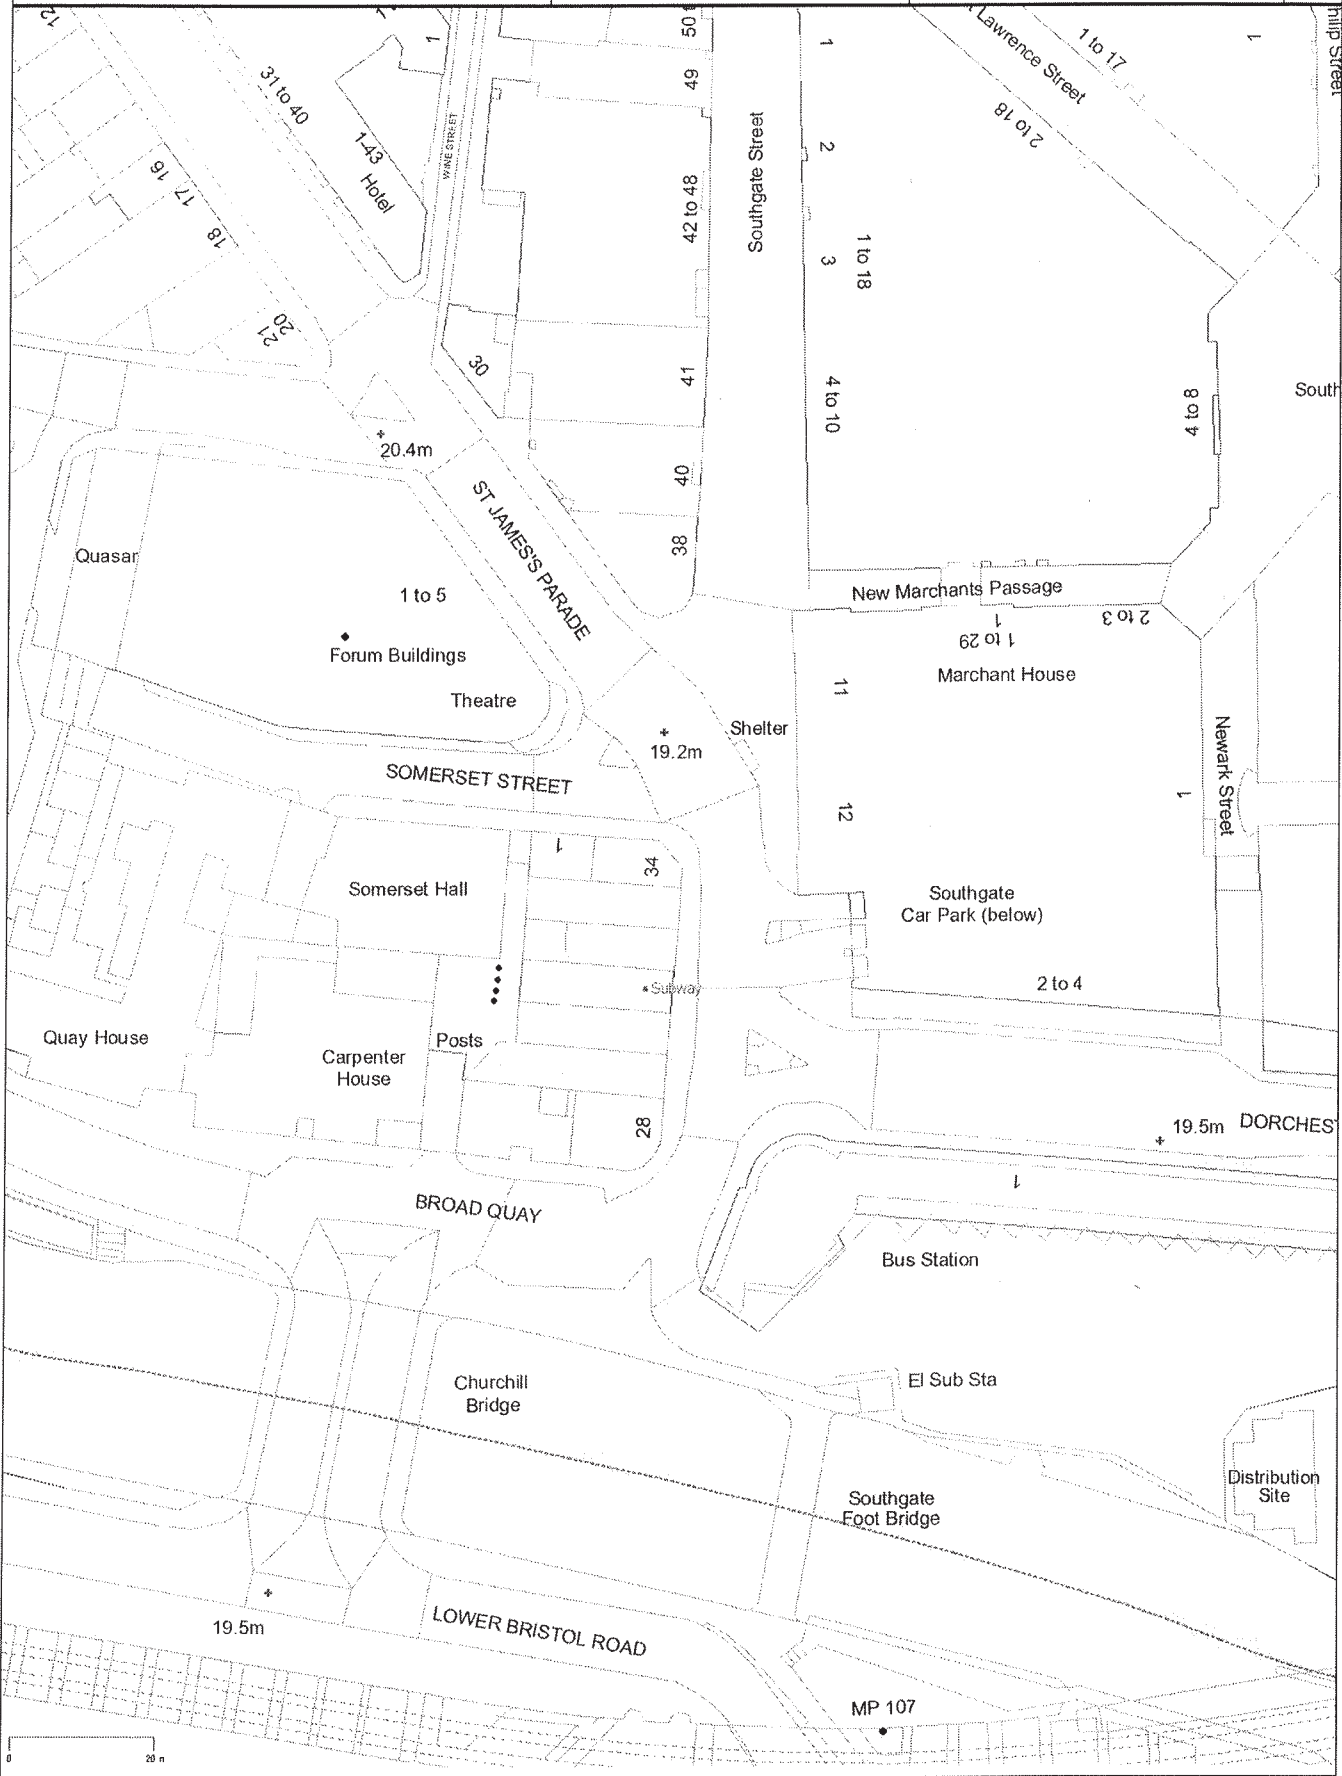 12
1
1
50 t
49
42 to 48
1
2
3
Southgate Street
1 to 18
Lawrence Street
1 to 17
2 to 18
1
hilip Street
31 to 40
1-43
Hotel
WINE STREET
16
17
18
20
21
30
41
4 to 10
4 to 8
South
20.4m
40
38
ST JAMES'S PARADE
Quasar
1 to 5
Forum Buildings
Theatre
New Marchants Passage
1
2 to 3
1 to 29
Marchant House
11
Shelter
19.2m
12
Newark Street
1
SOMERSET STREET
1
34
Somerset Hall
Southgate
Car Park (below)
Subway
2 to 4
Quay House
Posts
Carpenter
House
28
19.5m
DORCHEST
1
BROAD QUAY
Bus Station
El Sub Sta
Churchill
Bridge
Distribution
Site
Southgate
Foot Bridge
19.5m
LOWER BRISTOL ROAD
MP 107
0
20 m